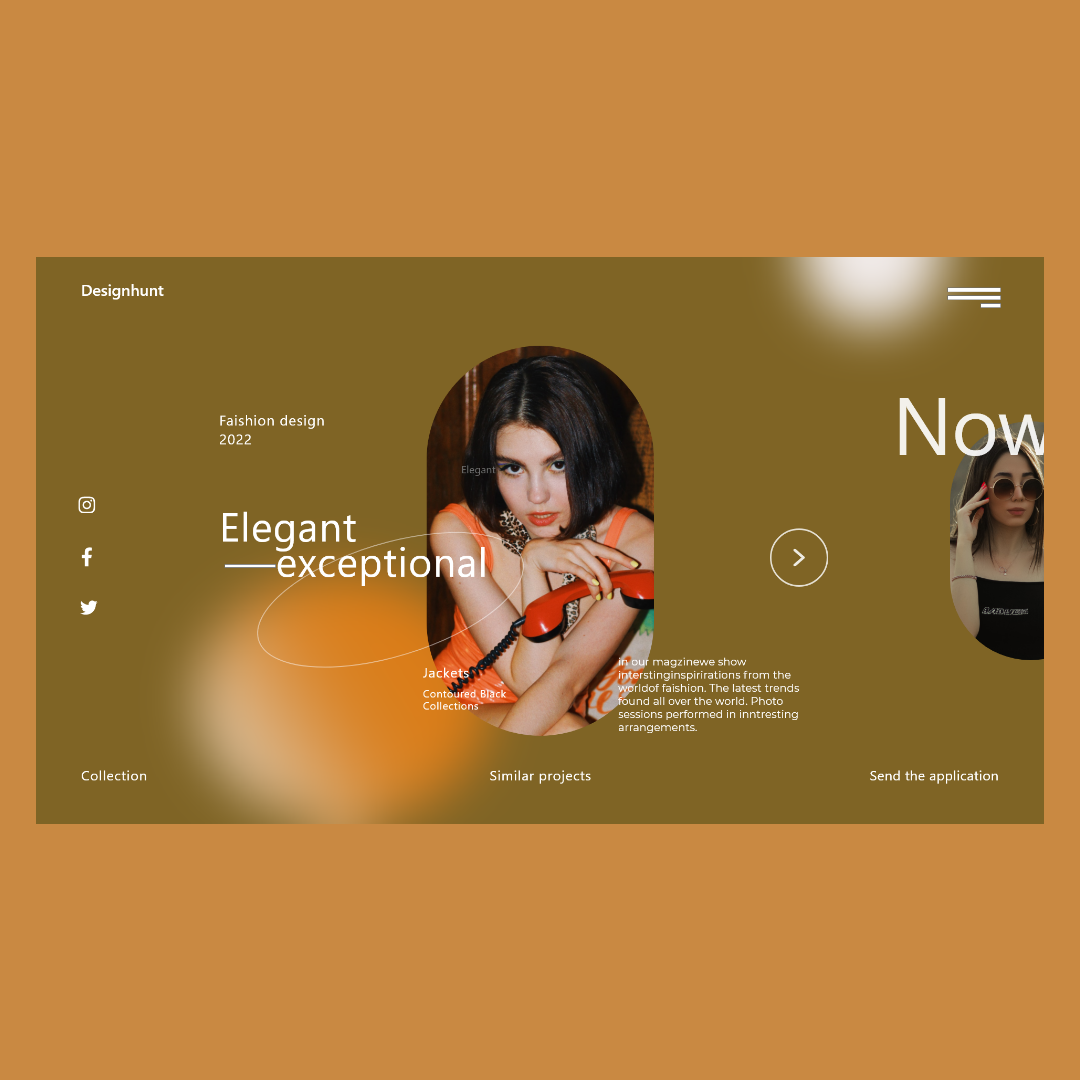 Designhunt
Now
Faishion design
2022
Elegant
Elegant
exceptional
in our magzinewe show
interstinginspirirations from the
worldof faishion. The latest trends
found all over the world. Photo
sessions performed in inntresting
arrangements.
Jackets
Contoured Black
Collections
Collection
Similar projects
Send the application